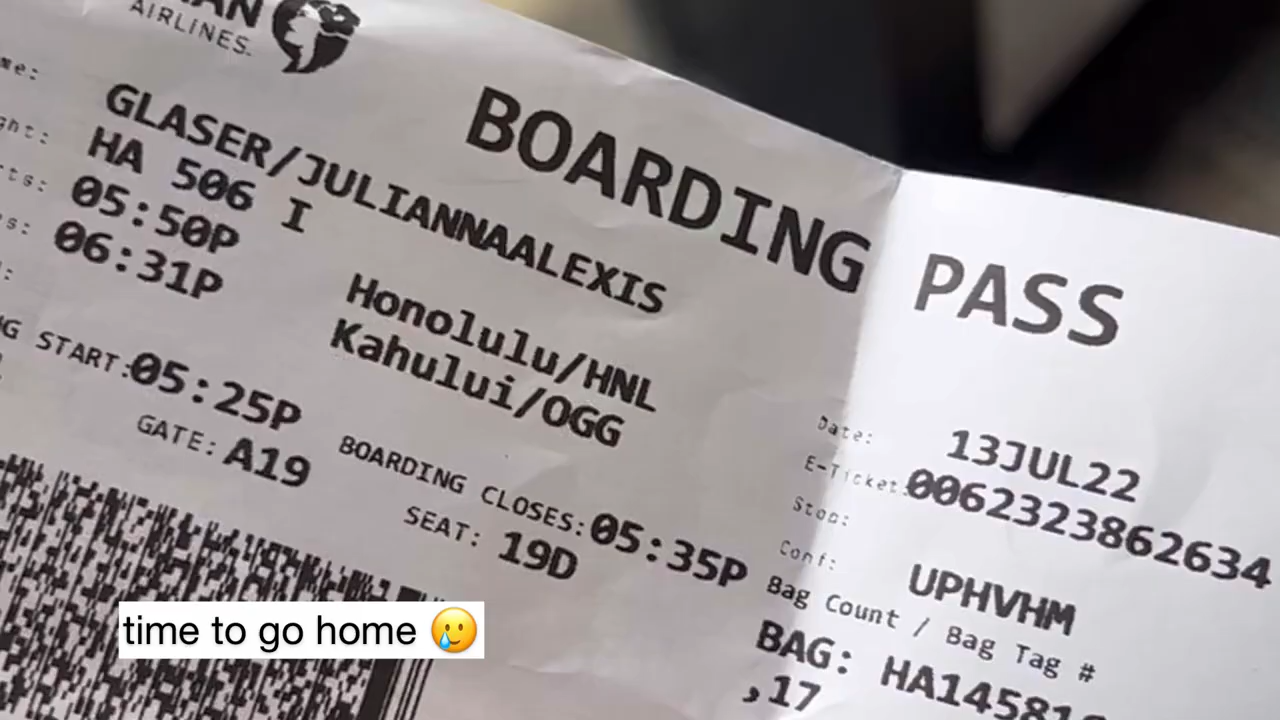 AIRLINES.
BOARDING PASS
GLASER/JULIANNAALEXIS
HA 506 I
05:50P
06:31P
Honolulu/HNL
Kahului/OGG
START: 05:25P
GATE: A19
BOARDING CLOSES: 05:35P
SEAT: 19D
Date: 13JUL22
E-Ticket: 0062323862634
Stop:
Conf: UPHVHM
Bag Count / Bag Tag #
BAG: HA14581
,17
time to go home 🥲